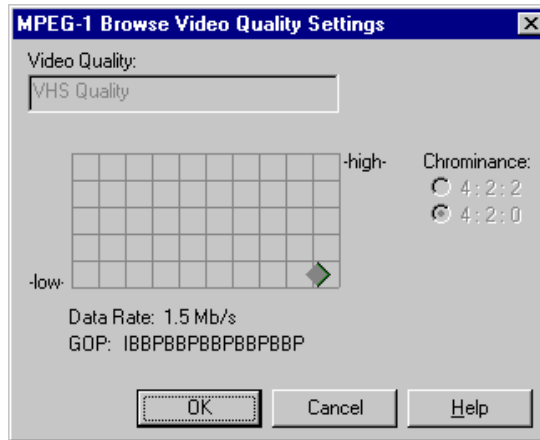 MPEG-1 Browse Video Quality Settings
Video Quality:
VHS Quality
-high-
Chrominance:
4:2:2
4:2:0
-low-
Data Rate: 1.5 Mb/s
GOP: IBBPBBPBBPBBPBBP
OK
Cancel
Help